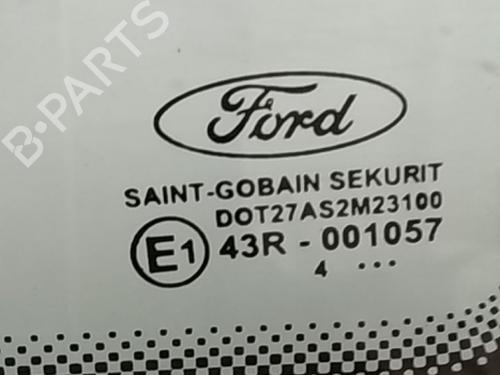 B-PARTS
Ford
SAINT-GOBAIN SEKURIT
DOT27AS2M23100
E1 43R - 001057
4 ...